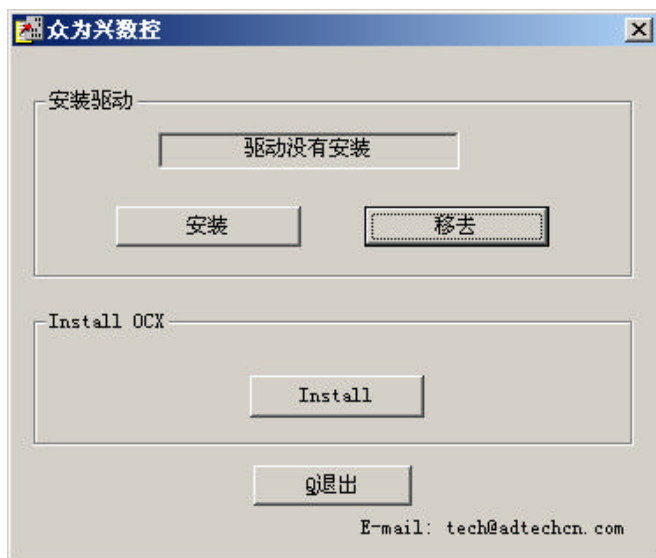 众为兴数控
安装驱动
驱动没有安装
安装 移去
Install OCX
Install
Q退出
E-mail: tech@adtechcn.com